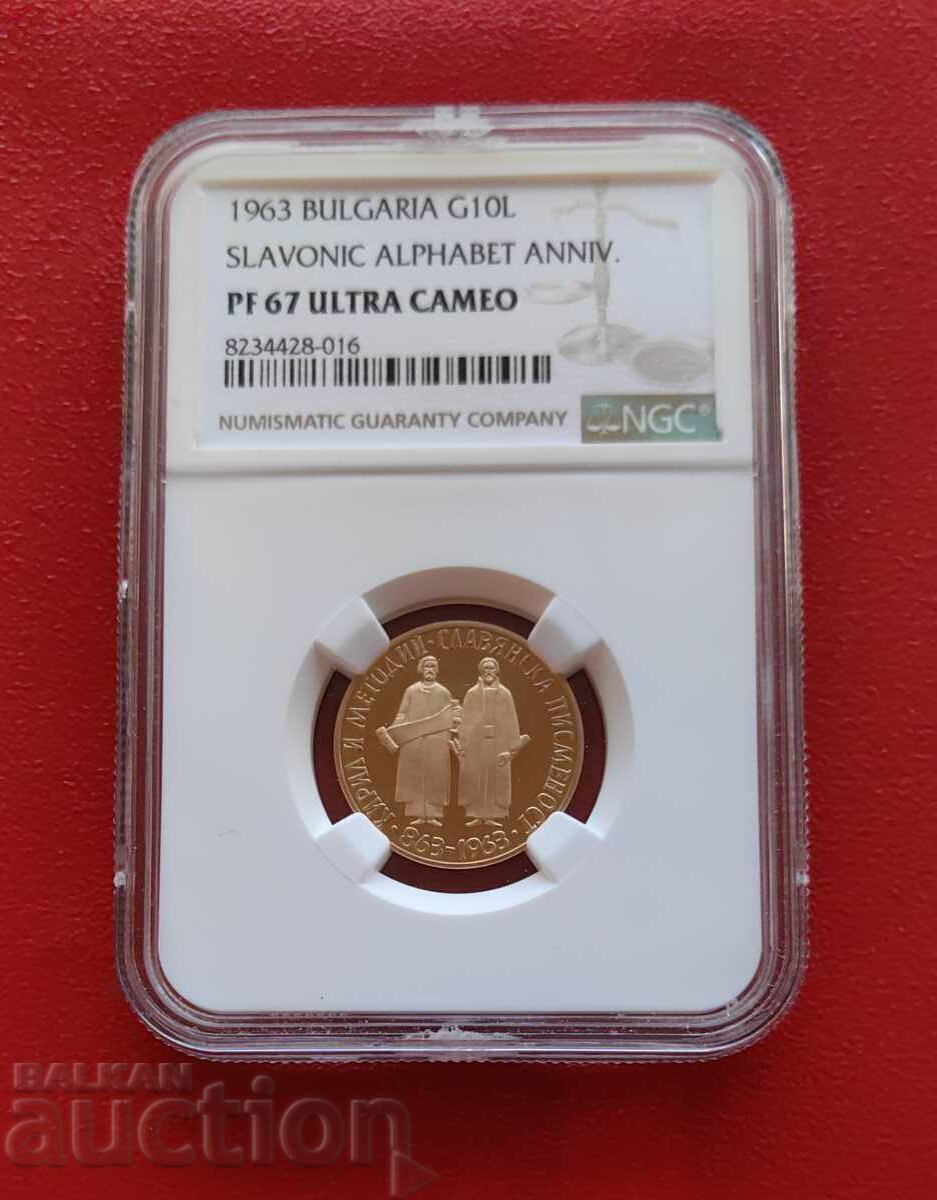 1963 BULGARIA G10L
SLAVONIC ALPHABET ANNIV.
PF 67 ULTRA CAMEO
8234428-016
NUMISMATIC GUARANTY COMPANY
NGC®
КИРИЛ И МЕТОДИЙ · СЛАВЯНСКА ПИСМЕНОСТ ·
863-1963 ·
BALKAN
auction